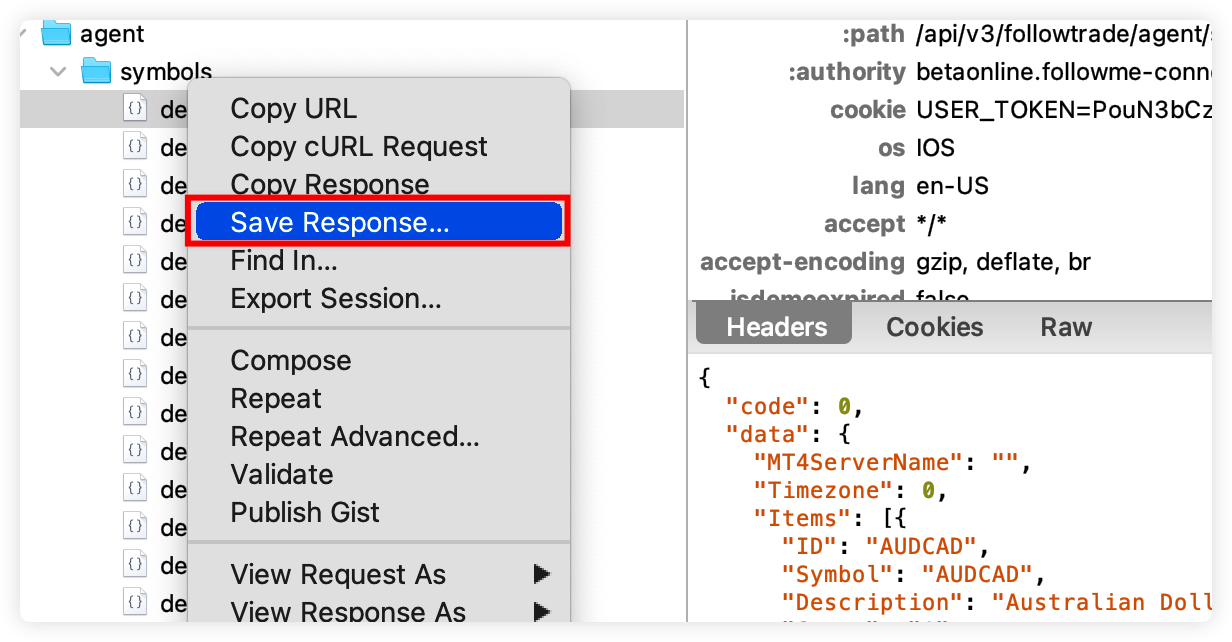 agent
symbols
de
de
de
de
de
de
de
de
de
de
de
de
de
de
Copy URL
Copy cURL Request
Copy Response
Save Response...
Find In...
Export Session...
Compose
Repeat
Repeat Advanced...
Validate
Publish Gist
View Request As
View Response As
:path /api/v3/followtrade/agent/
:authority betaonline.followme-conn
cookie USER_TOKEN=PouN3bCz
os IOS
lang en-US
accept */*
accept-encoding gzip, deflate, br
isdemoexpired false
Headers Cookies Raw
{
"code": 0,
"data": {
"MT4ServerName": "",
"Timezone": 0,
"Items": [{
"ID": "AUDCAD",
"Symbol": "AUDCAD",
"Description": "Australian Doll